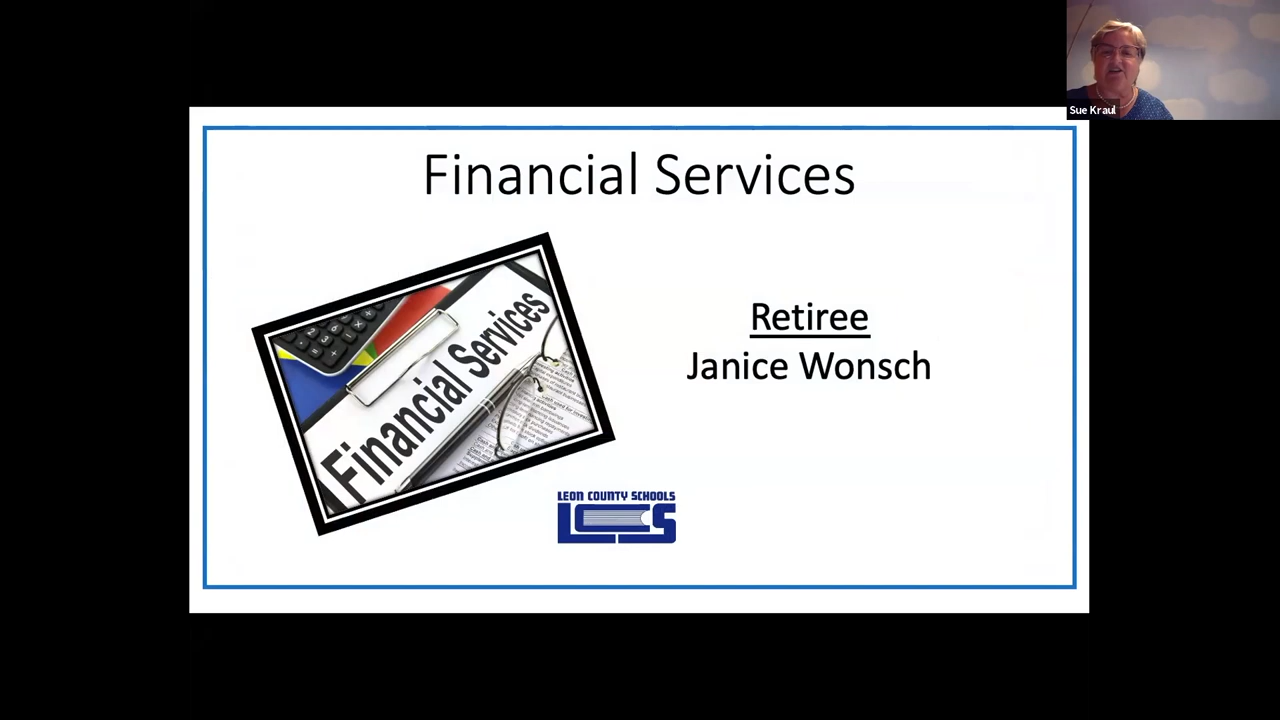 Sue Kraul
Financial Services
Financial Services
Retiree
Janice Wonsch
LEON COUNTY SCHOOLS
LCS